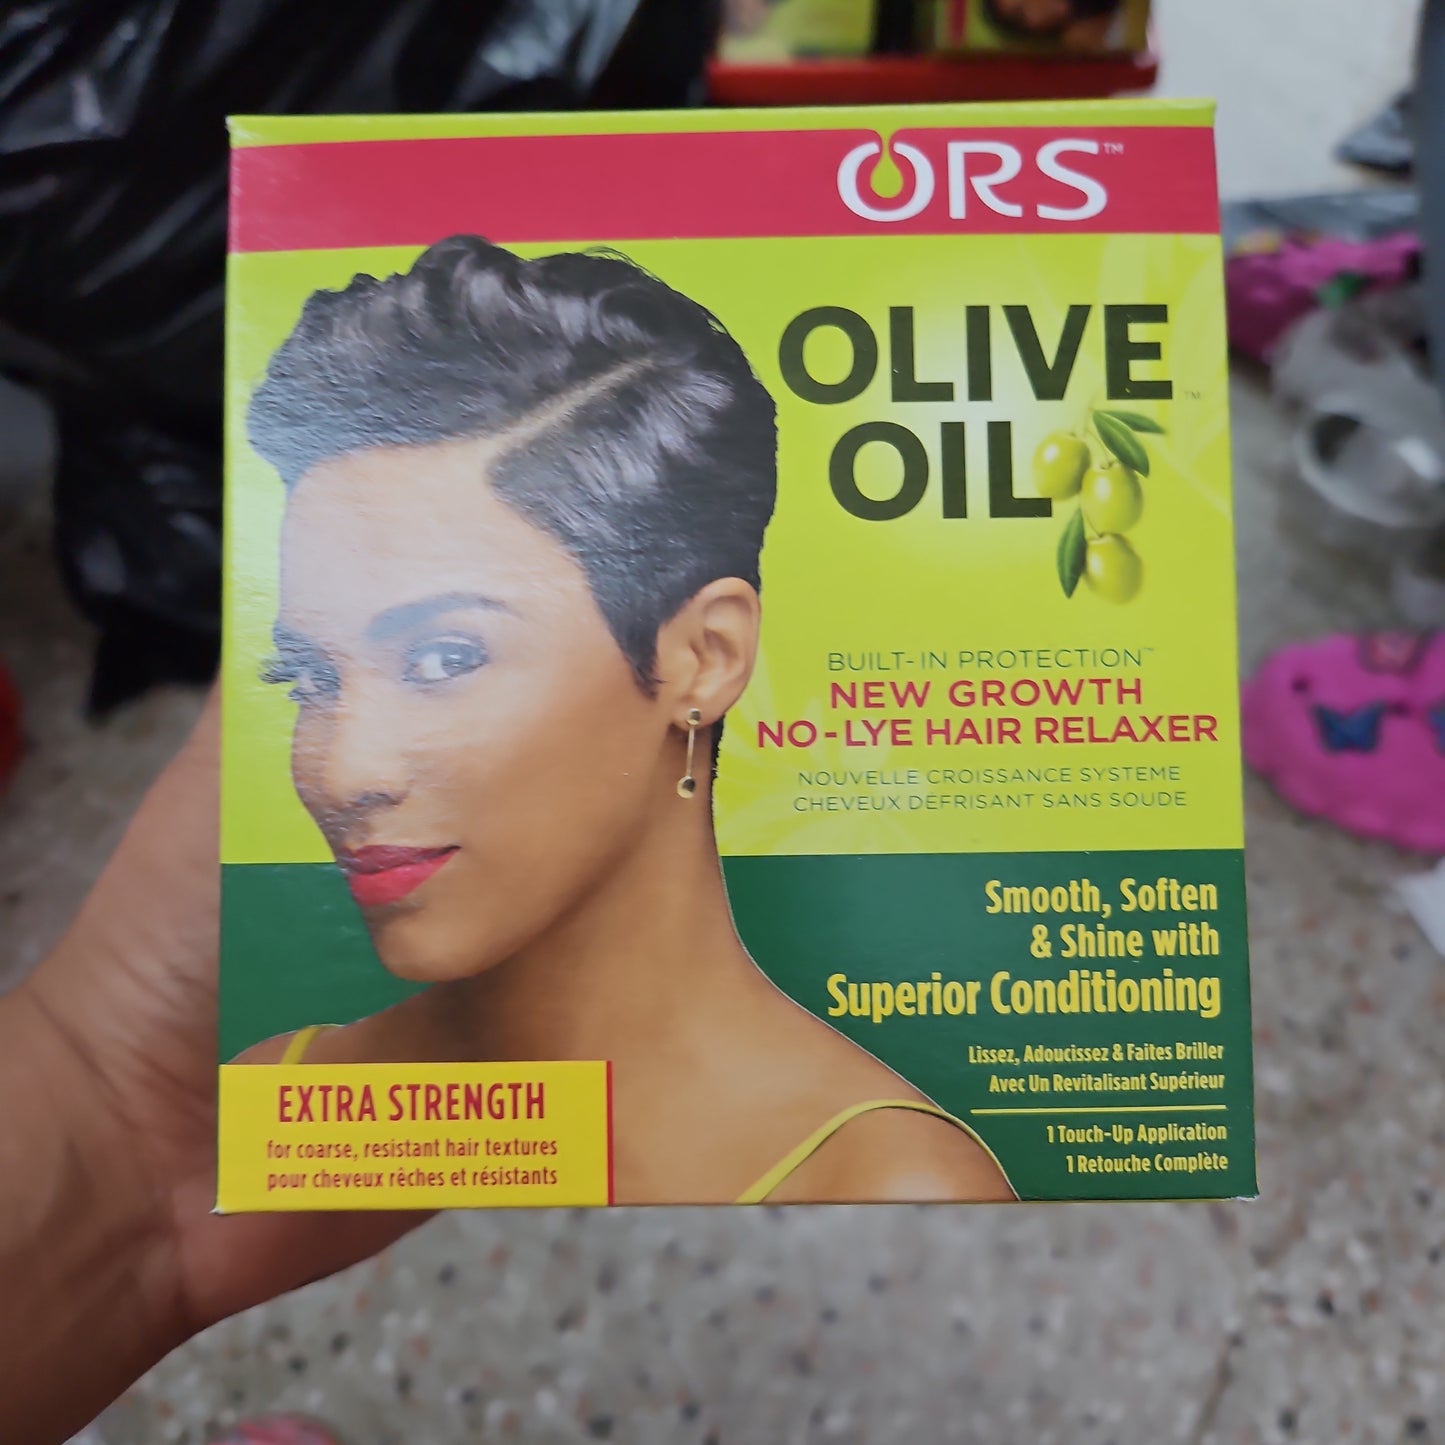 ORS™
OLIVE
OIL™
BUILT-IN PROTECTION™
NEW GROWTH
NO-LYE HAIR RELAXER
NOUVELLE CROISSANCE SYSTEME
CHEVEUX DÉFRISANT SANS SOUDE
Smooth, Soften
& Shine with
Superior Conditioning
Lissez, Adoucissez & Faites Briller
Avec Un Revitalisant Supérieur
1 Touch-Up Application
1 Retouche Complète
EXTRA STRENGTH
for coarse, resistant hair textures
pour cheveux rêches et résistants